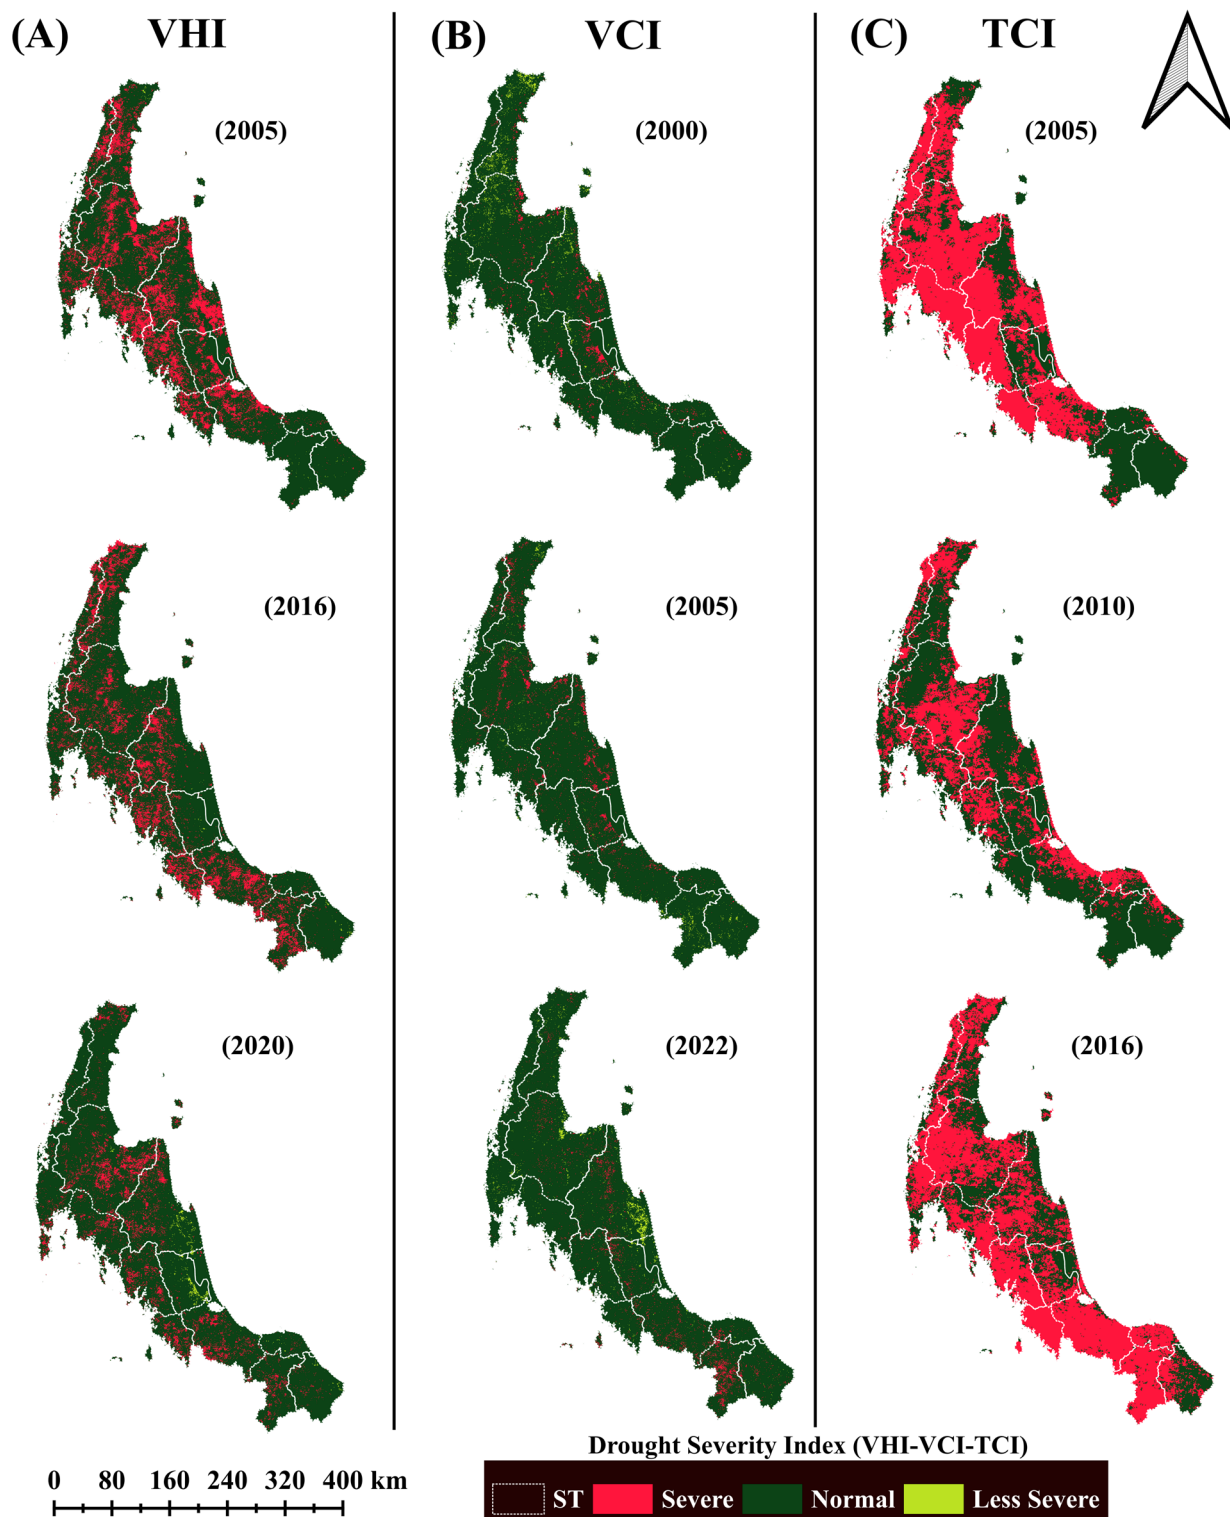 (A) VHI (B) VCI (C) TCI
(2005) (2000) (2005)
(2016) (2005) (2010)
(2020) (2022) (2016)
Drought Severity Index (VHI-VCI-TCI)
0 80 160 240 320 400 km
ST Severe Normal Less Severe